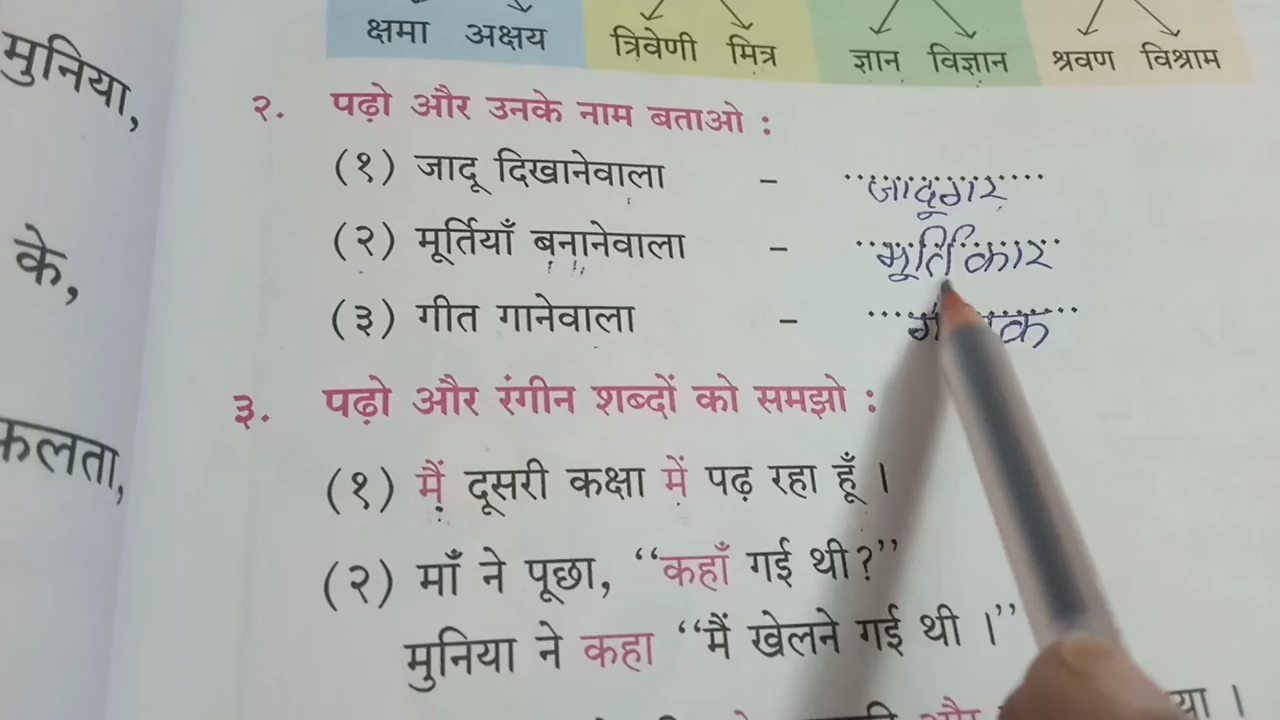 क्षमा अक्षय त्रिवेणी मित्र ज्ञान विज्ञान श्रवण विश्राम
मुनिया,
के,
२. पढ़ो और उनके नाम बताओ :
(१) जादू दिखानेवाला - जादूगर
(२) मूर्तियाँ बनानेवाला - मूर्तिकार
(३) गीत गानेवाला -
३. पढ़ो और रंगीन शब्दों को समझो :
(१) मैं दूसरी कक्षा में पढ़ रहा हूँ ।
(२) माँ ने पूछा, “कहाँ गई थी?”
मुनिया ने कहा “मैं खेलने गई थी ।”